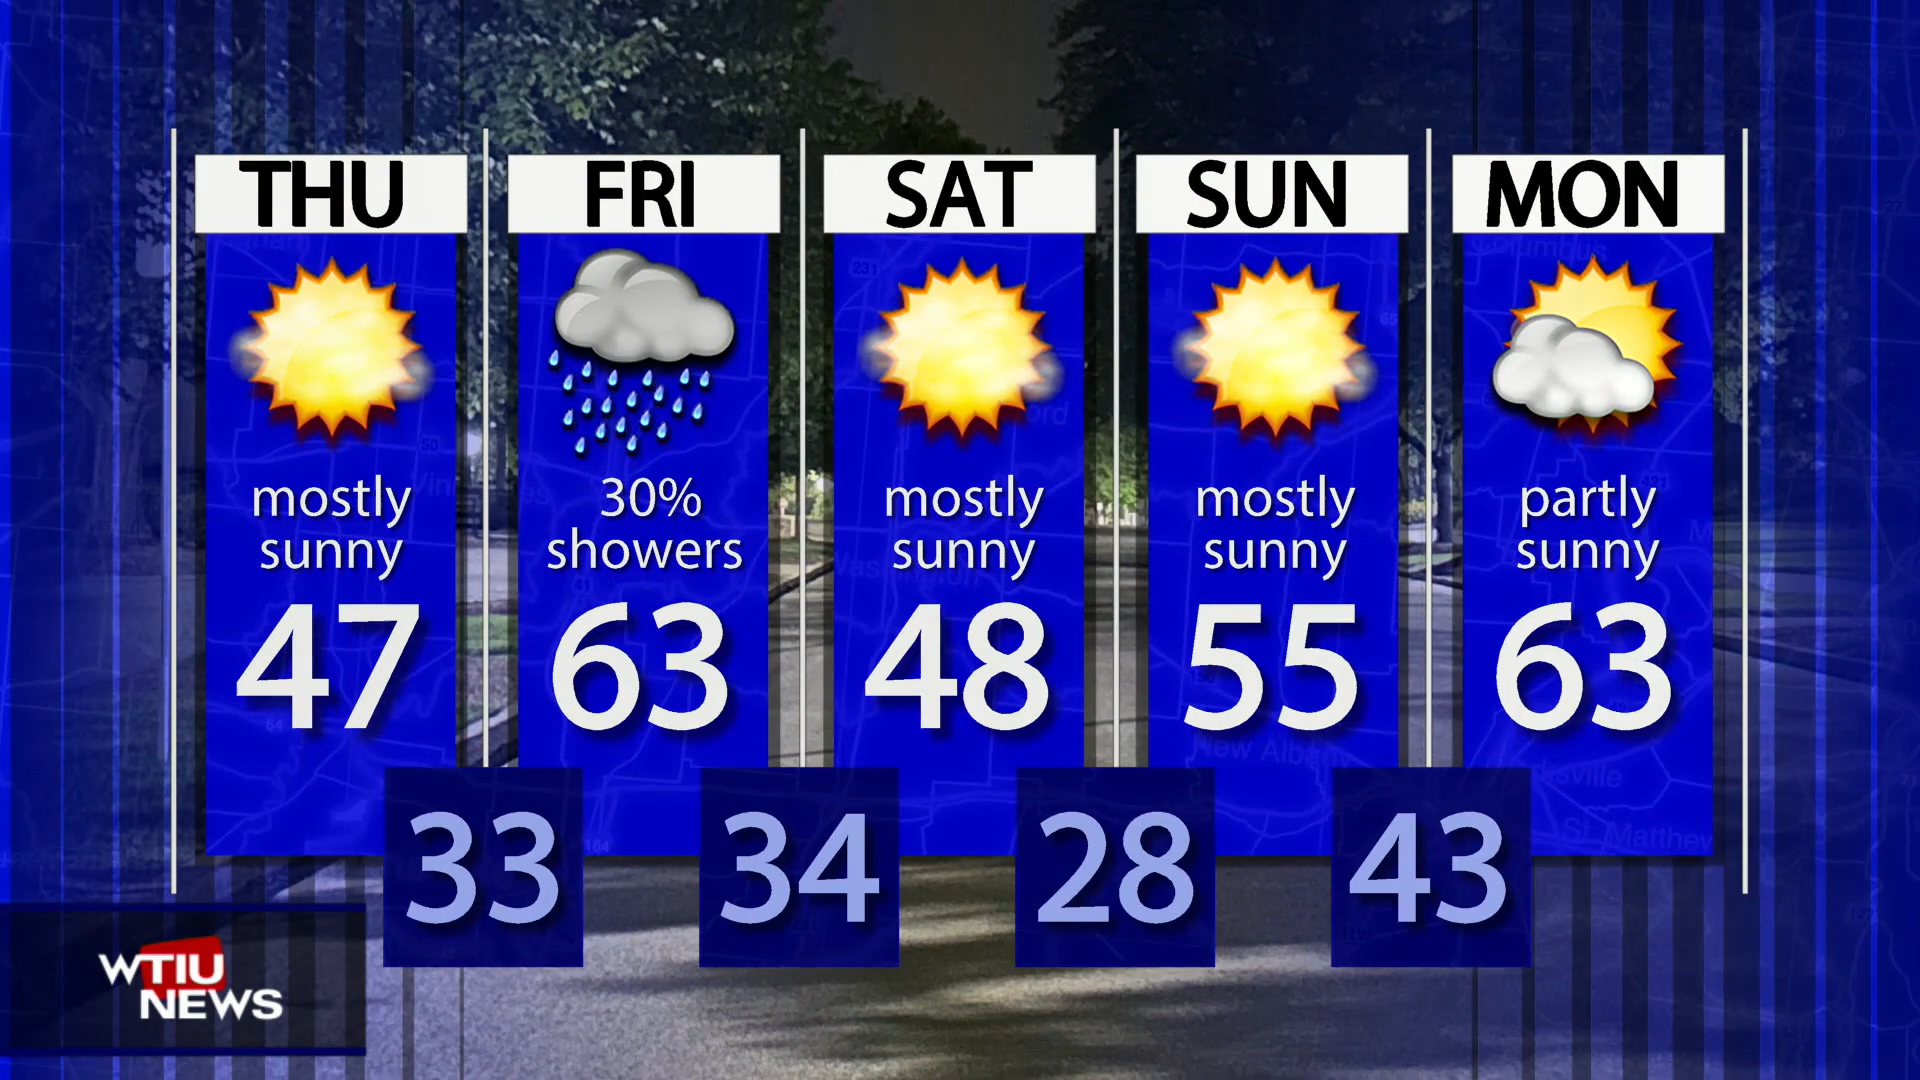 THU
FRI
SAT
SUN
MON
mostly
sunny
30%
showers
mostly
sunny
mostly
sunny
partly
sunny
47
63
48
55
63
33
34
28
43
WTIU
NEWS